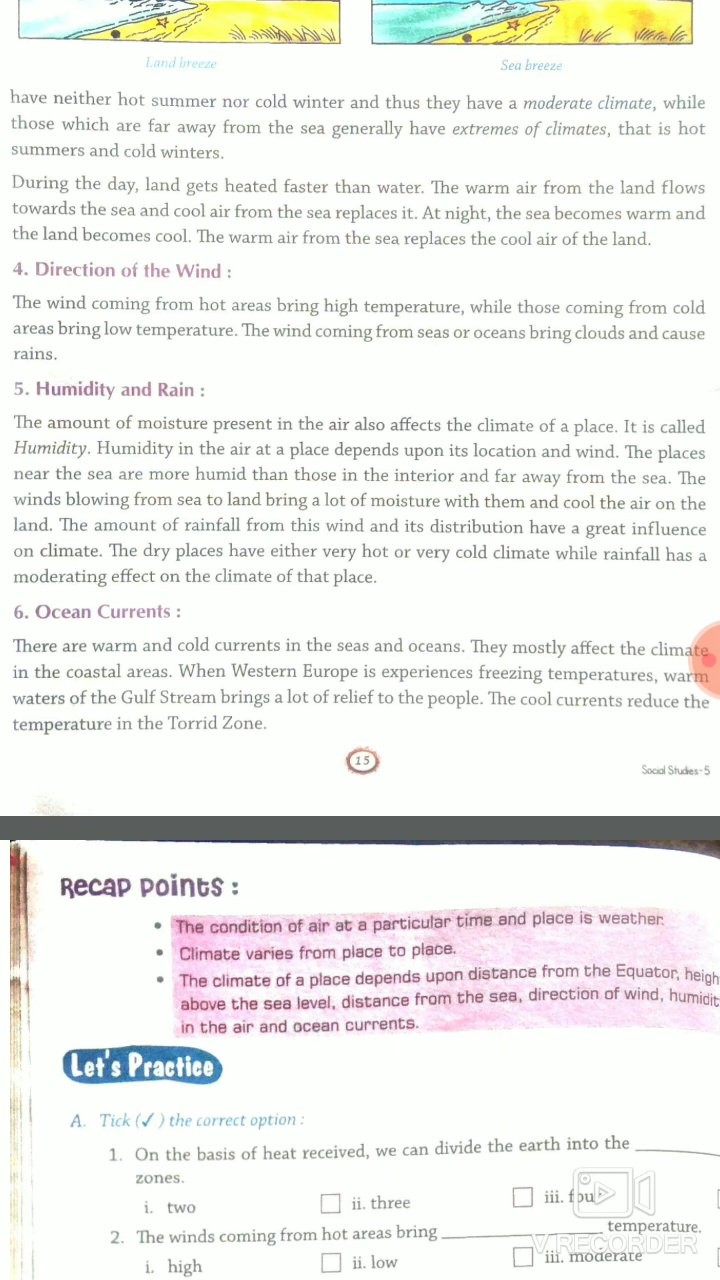 Land breeze
Sea breeze
have neither hot summer nor cold winter and thus they have a moderate climate, while
those which are far away from the sea generally have extremes of climates, that is hot
summers and cold winters.
During the day, land gets heated faster than water. The warm air from the land flows
towards the sea and cool air from the sea replaces it. At night, the sea becomes warm and
the land becomes cool. The warm air from the sea replaces the cool air of the land.
4. Direction of the Wind :
The wind coming from hot areas bring high temperature, while those coming from cold
areas bring low temperature. The wind coming from seas or oceans bring clouds and cause
rains.
5. Humidity and Rain :
The amount of moisture present in the air also affects the climate of a place. It is called
Humidity. Humidity in the air at a place depends upon its location and wind. The places
near the sea are more humid than those in the interior and far away from the sea. The
winds blowing from sea to land bring a lot of moisture with them and cool the air on the
land. The amount of rainfall from this wind and its distribution have a great influence
on climate. The dry places have either very hot or very cold climate while rainfall has a
moderating effect on the climate of that place.
6. Ocean Currents :
There are warm and cold currents in the seas and oceans. They mostly affect the climate
in the coastal areas. When Western Europe is experiences freezing temperatures, warm
waters of the Gulf Stream brings a lot of relief to the people. The cool currents reduce the
temperature in the Torrid Zone.
15
Social Studies-5
Recap Points :
• The condition of air at a particular time and place is weather.
• Climate varies from place to place.
• The climate of a place depends upon distance from the Equator, heigh
above the sea level, distance from the sea, direction of wind, humidit
in the air and ocean currents.
Let's Practice
A. Tick (✓) the correct option :
1. On the basis of heat received, we can divide the earth into the ________
zones.
i. two ii. three iii. four
2. The winds coming from hot areas bring ________ temperature.
i. high ii. low iii. moderate
V RECORDER